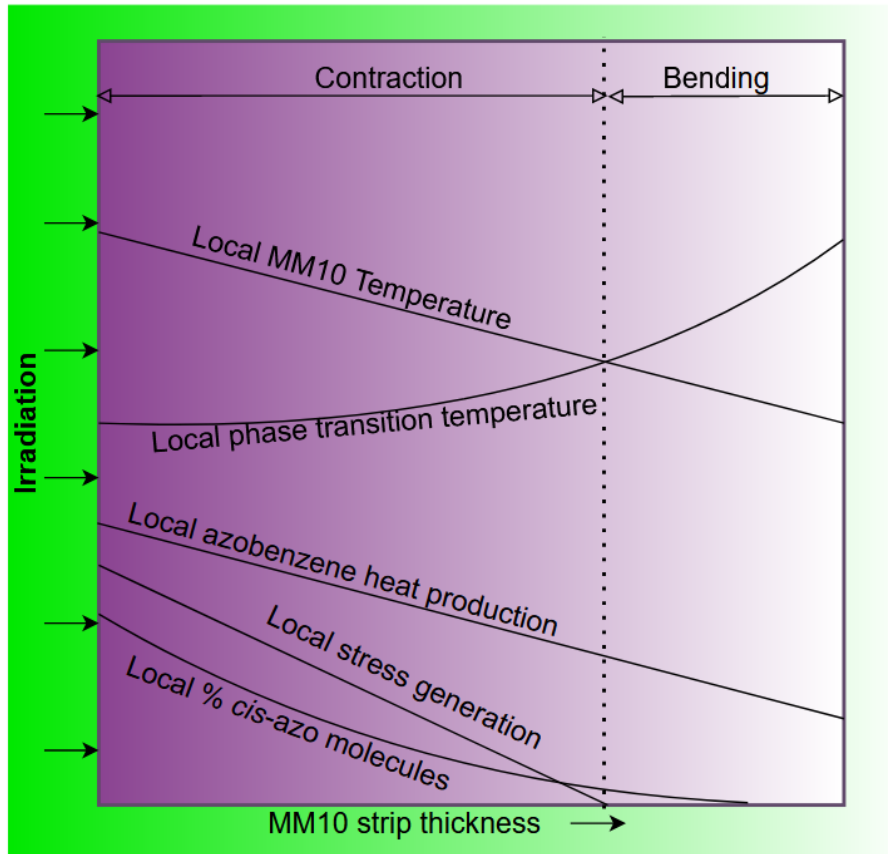 Contraction
Bending
Local MM10 Temperature
Local phase transition temperature
Irradiation
Local azobenzene heat production
Local stress generation
Local % cis-azo molecules
MM10 strip thickness